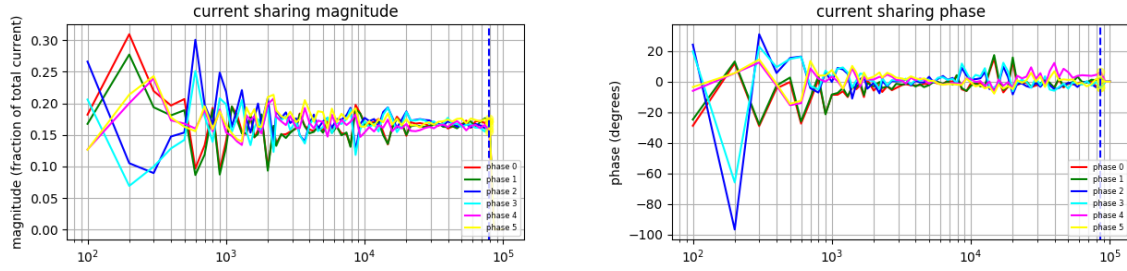 current sharing magnitude
magnitude (fraction of total current)
0.30
0.25
0.20
0.15
0.10
0.05
0.00
10²
10³
10⁴
10⁵
phase 0
phase 1
phase 2
phase 3
phase 4
phase 5
current sharing phase
phase (degrees)
20
0
−20
−40
−60
−80
−100
10²
10³
10⁴
10⁵
phase 0
phase 1
phase 2
phase 3
phase 4
phase 5